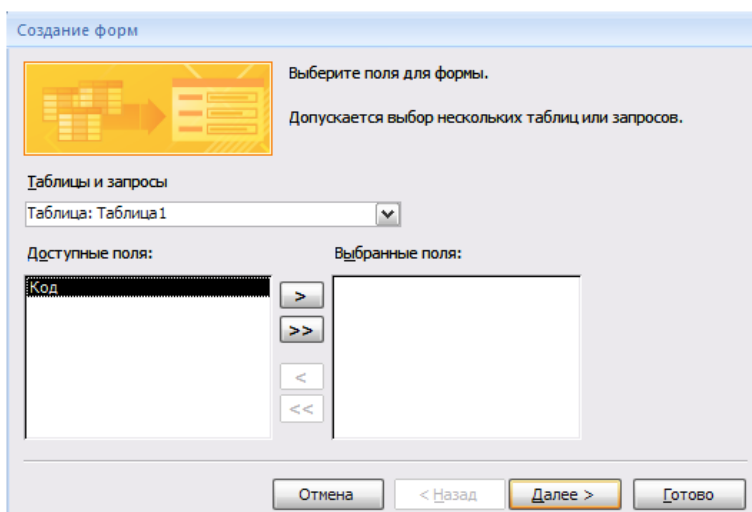 Создание форм
Выберите поля для формы.
Допускается выбор нескольких таблиц или запросов.
Таблицы и запросы
Таблица: Таблица1
Доступные поля:
Выбранные поля:
Код
>
>>
<
<<
Отмена
< Назад
Далее >
Готово